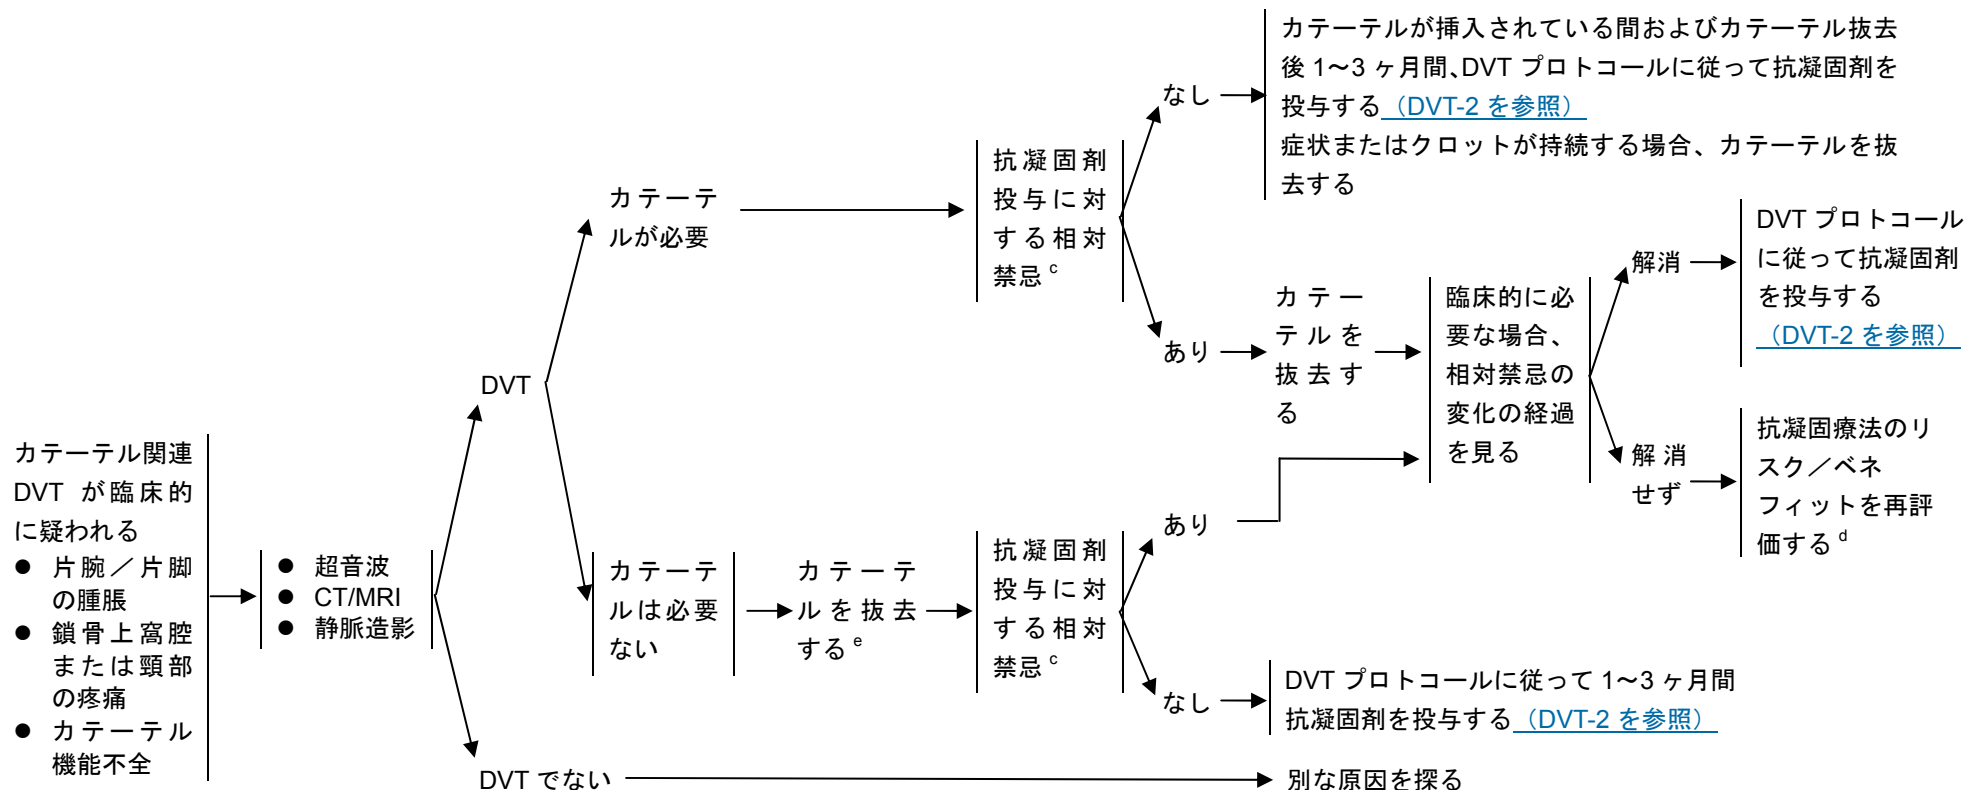 カテーテル関連
DVT が臨床的
に疑われる
● 片腕／片脚
の腫脹
● 鎖骨上窩腔
または頸部
の疼痛
● カテーテル
機能不全
● 超音波
● CT/MRI
● 静脈造影
DVT
DVT でない
別な原因を探る
カテーテ
ルが必要
抗凝固剤
投与に対
する相対
禁忌 c
なし
カテーテルが挿入されている間およびカテーテル抜去
後 1～3 ヶ月間、DVT プロトコールに従って抗凝固剤を
投与する（DVT-2 を参照）
症状またはクロットが持続する場合、カテーテルを抜
去する
あり
カテー
テルを
抜去す
る
臨床的に必
要な場合、
相対禁忌の
変化の経過
を見る
解消
DVT プロトコール
に従って抗凝固剤
を投与する
（DVT-2 を参照）
解消
せず
抗凝固療法のリ
スク／ベネ
フィットを再評
価する d
カテーテ
ルは必要
ない
カテーテ
ルを抜去
する e
抗凝固剤
投与に対
する相対
禁忌 c
あり
なし
DVT プロトコールに従って 1～3 ヶ月間
抗凝固剤を投与する（DVT-2 を参照）